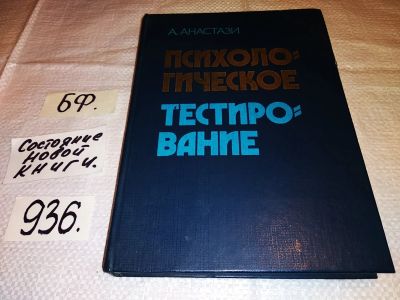 А. АНАСТАЗИ
ПСИХОЛО-
ГИЧЕСКОЕ
ТЕСТИРО-
ВАНИЕ
БФ.
Состояние
новой
книги.
936.